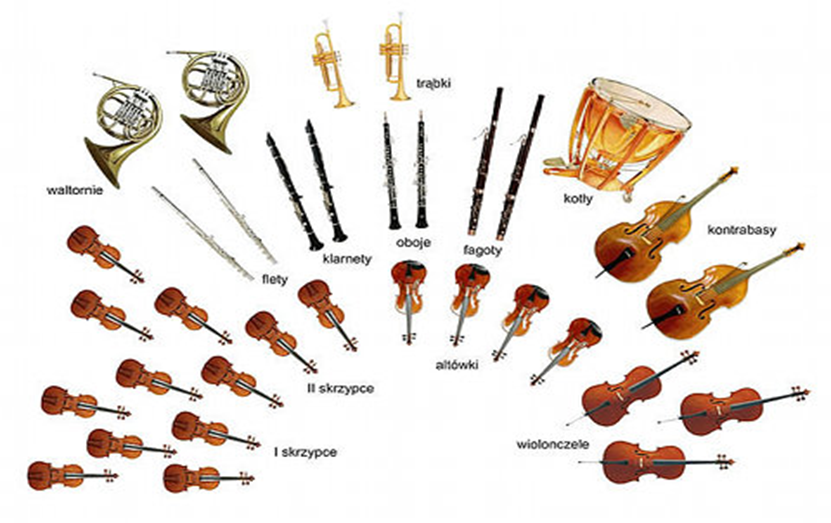 trąbki
waltornie
kotły
kontrabasy
oboje
fagoty
klarnety
flety
altówki
II skrzypce
I skrzypce
wiolonczele